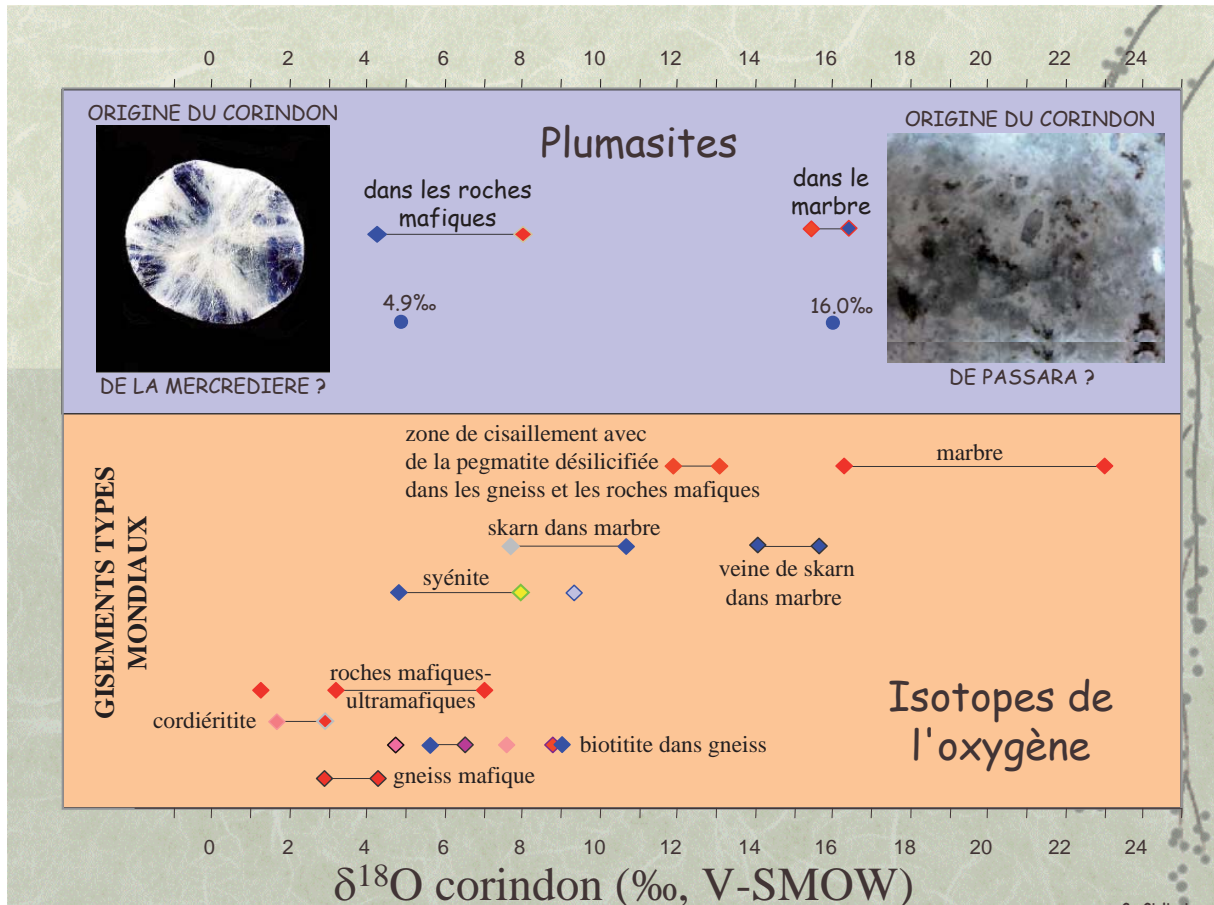 0 2 4 6 8 10 12 14 16 18 20 22 24
ORIGINE DU CORINDON
DE LA MERCREDIERE ?
Plumasites
dans les roches
mafiques
4.9‰
dans le
marbre
16.0‰
ORIGINE DU CORINDON
DE PASSARA ?
GISEMENTS TYPES
MONDIAUX
zone de cisaillement avec
de la pegmatite désilicifiée
dans les gneiss et les roches mafiques
marbre
skarn dans marbre
veine de skarn
dans marbre
syénite
roches mafiques-
ultramafiques
cordiéritite
biotitite dans gneiss
gneiss mafique
Isotopes de
l'oxygène
0 2 4 6 8 10 12 14 16 18 20 22 24
δ¹⁸O corindon (‰, V-SMOW)